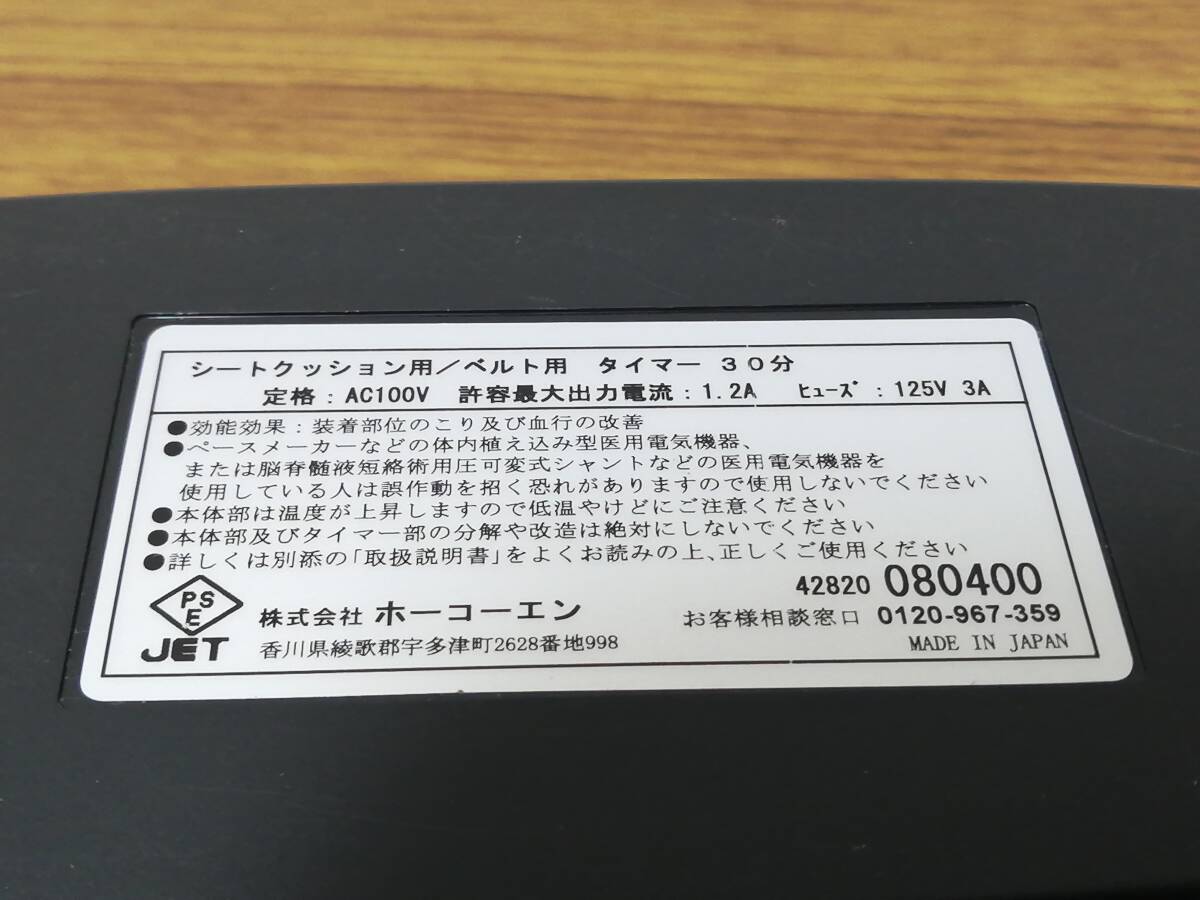 シートクッション用／ベルト用 タイマー 30分
定格：AC100V 許容最大出力電流：1.2A ﾋｭｰｽﾞ：125V 3A
●効能効果：装着部位のこり及び血行の改善
●ペースメーカーなどの体内植え込み型医用電気機器、
または脳脊髄液短絡術用圧可変式シャントなどの医用電気機器を
使用している人は誤作動を招く恐れがありますので使用しないでください
●本体部は温度が上昇しますので低温やけどにご注意ください
●本体部及びタイマー部の分解や改造は絶対にしないでください
●詳しくは別添の「取扱説明書」をよくお読みの上、正しくご使用ください
42820 080400
PSE
JET
株式会社 ホーコーエン
お客様相談窓口 0120-967-359
香川県綾歌郡宇多津町2628番地998
MADE IN JAPAN